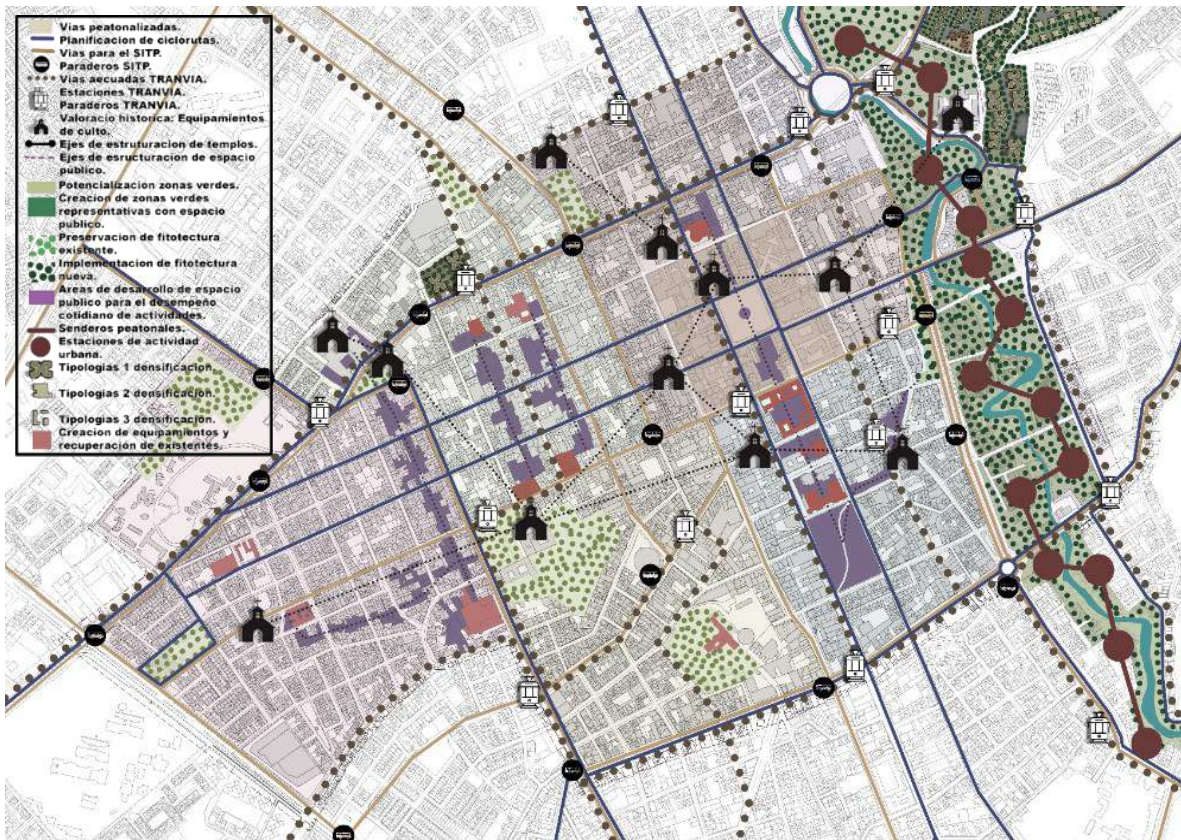 Vias peatonalizadas.
Planificacion de ciclorutas.
Vias para el SITP.
Paraderos SITP.
Vias aecuadas TRANVIA.
Estaciones TRANVIA.
Paraderos TRANVIA.
Valoracio historica: Equipamientos
de culto.
Ejes de estruturacion de templos.
Ejes de esructuracion de espacio
público.
Potencializacion zonas verdes.
Creacion de zonas verdes
representativas con espacio
publico.
Preservacion de fitotectura
existente.
Implementacion de fitotectura
nueva.
Areas de desarrollo de espacio
publico para el desempeño
cotidiano de actividades.
Senderos peatonales.
Estaciones de actividad
urbana.
Tipologias 1 densificacion.
Tipologias 2 densificacion.
Tipologias 3 densificacion.
Creacion de equipamientos y
recuperación de existentes.